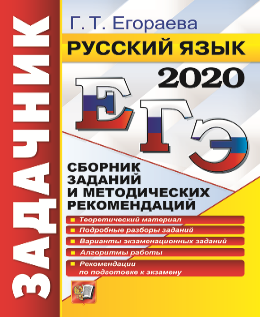 Г. Т. Егораева
РУССКИЙ ЯЗЫК
2020
ЕГЭ
ЗАДАЧНИК
СБОРНИК
ЗАДАНИЙ
И МЕТОДИЧЕСКИХ
РЕКОМЕНДАЦИЙ
Теоретический материал
Подробные разборы заданий
Варианты экзаменационных заданий
Алгоритмы работы
Рекомендации
по подготовке к экзамену